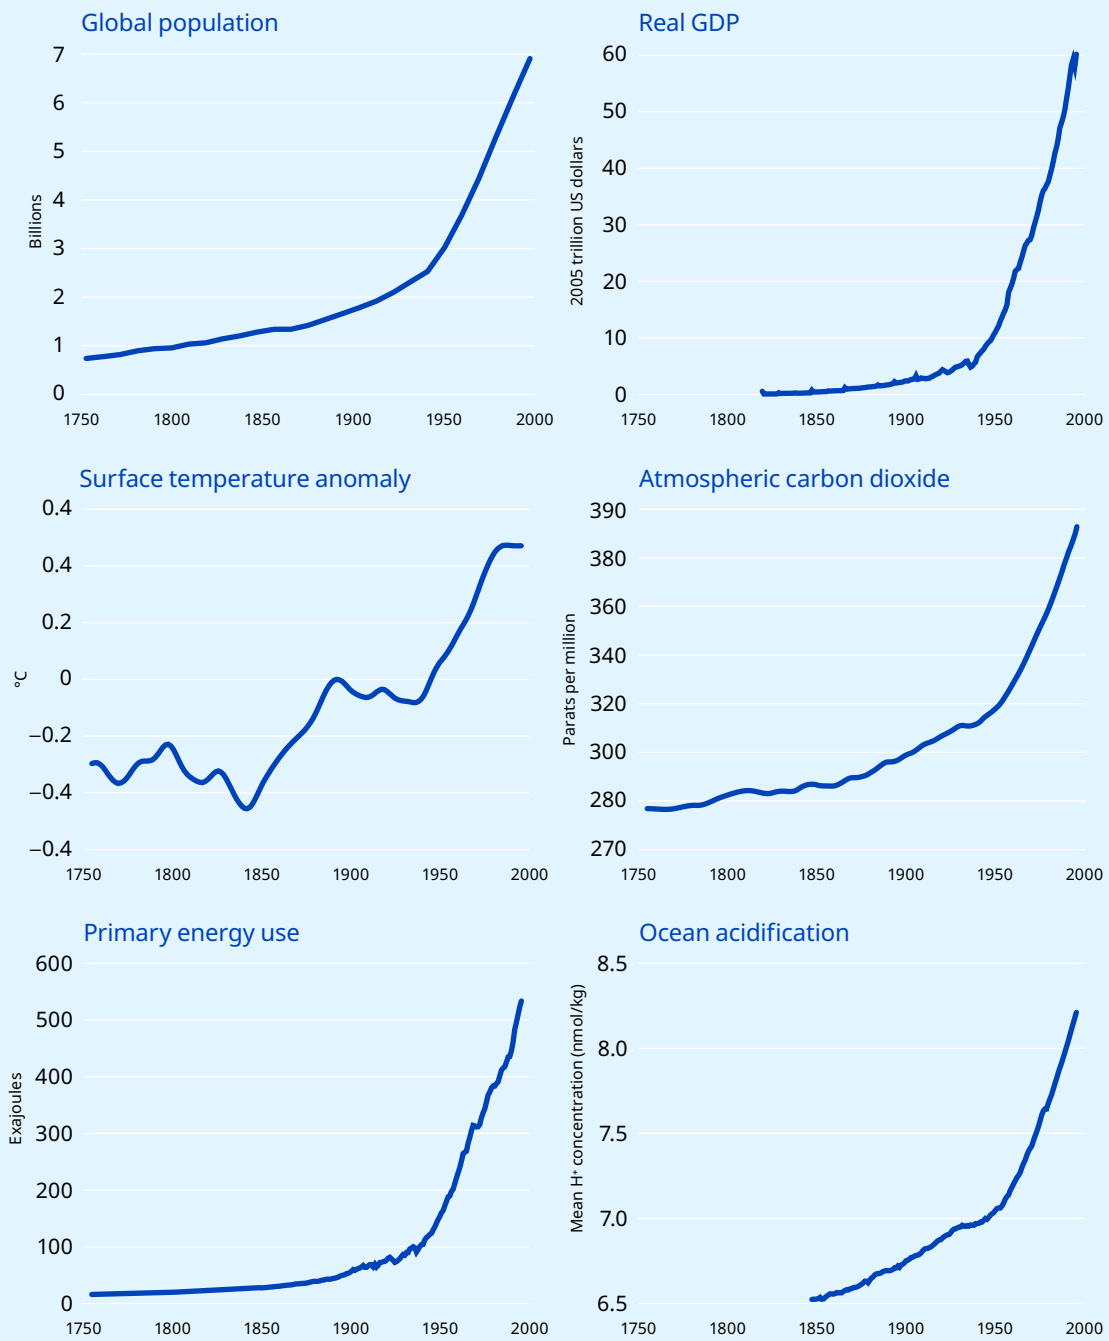 Global population
7
6
5
4
3
2
1
0
Billions
1750 1800 1850 1900 1950 2000
Real GDP
60
50
40
30
20
10
0
2005 trillion US dollars
1750 1800 1850 1900 1950 2000
Surface temperature anomaly
0.4
0.4
0.2
0
−0.2
−0.4
−0.4
°C
1750 1800 1850 1900 1950 2000
Atmospheric carbon dioxide
390
380
360
340
320
300
280
270
Parats per million
1750 1800 1850 1900 1950 2000
Primary energy use
600
500
400
300
200
100
0
Exajoules
1750 1800 1850 1900 1950 2000
Ocean acidification
8.5
8.0
7.5
7.0
6.5
Mean H⁺ concentration (nmol/kg)
1750 1800 1850 1900 1950 2000